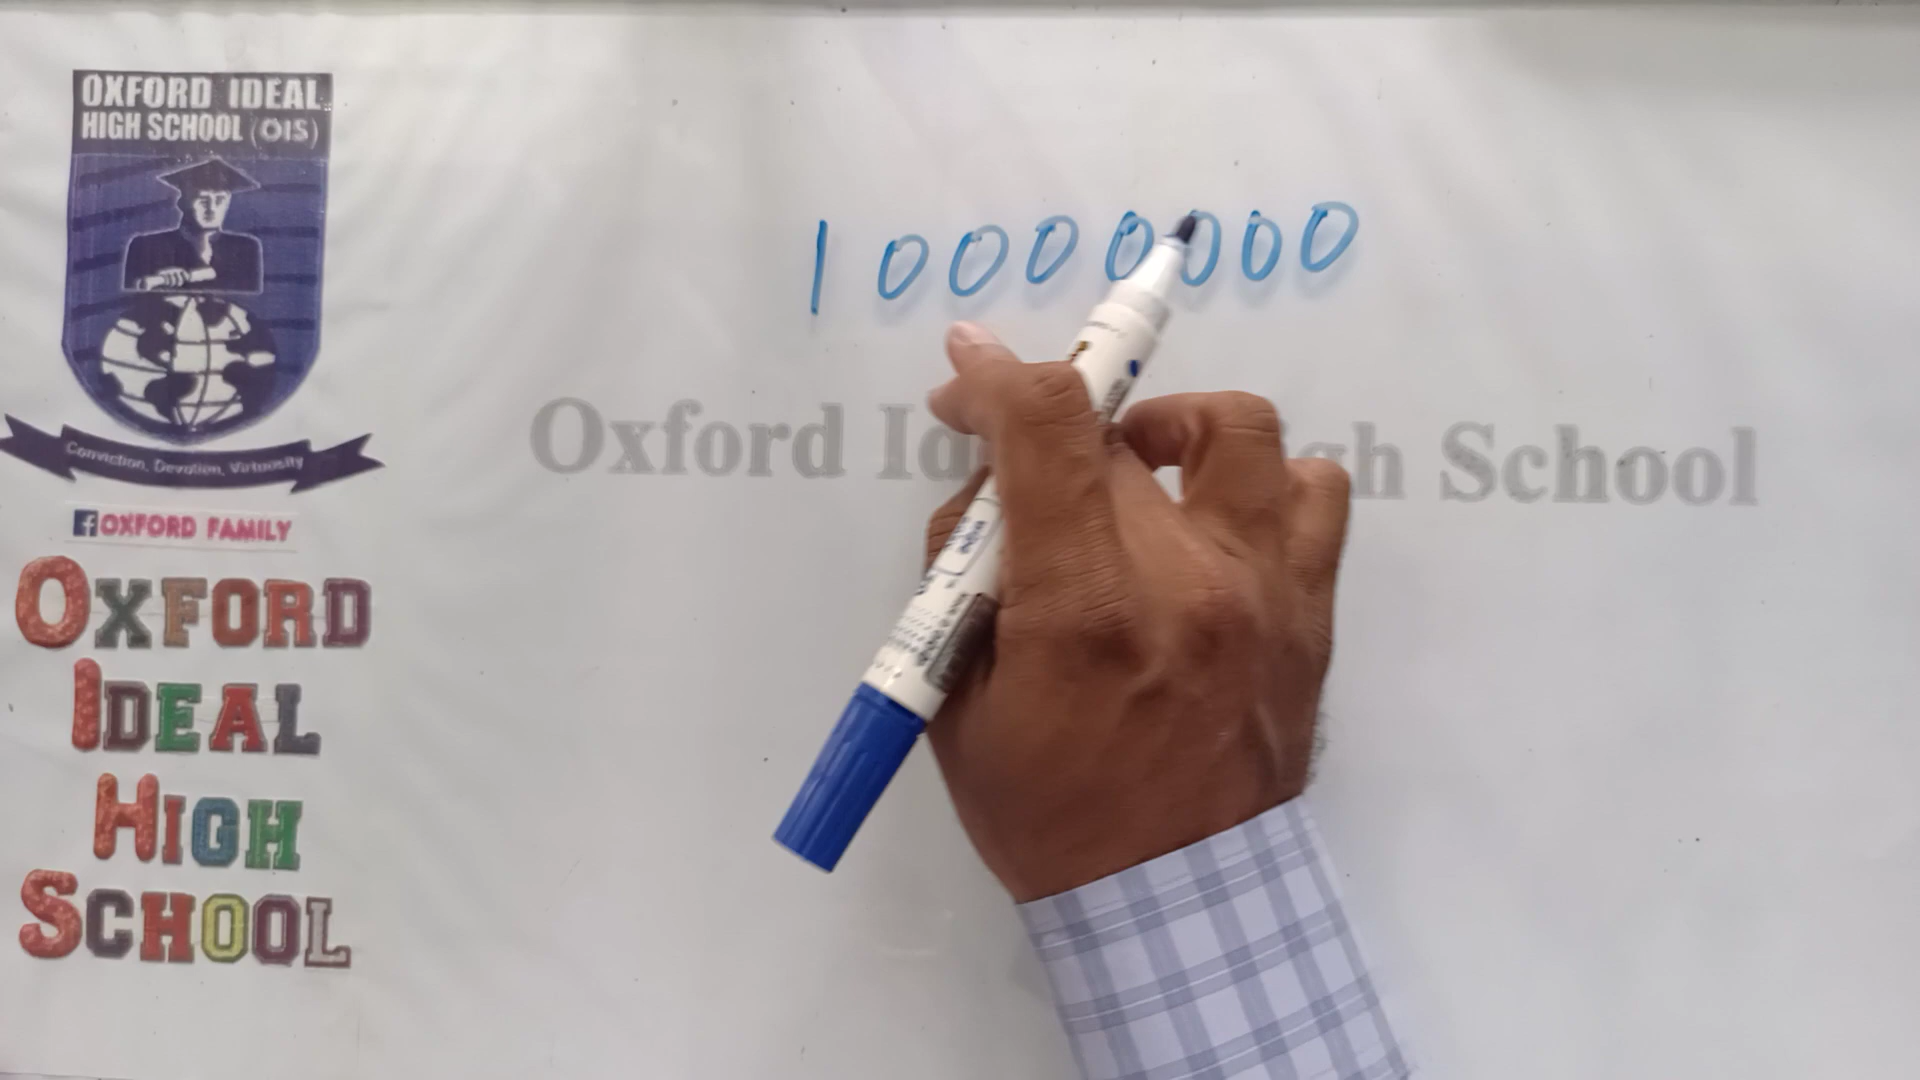 OXFORD IDEAL
HIGH SCHOOL (OIS)
Conviction, Devotion, Virtuosity
f OXFORD FAMILY
OXFORD
IDEAL
HIGH
SCHOOL
10000000
Oxford Id gh School